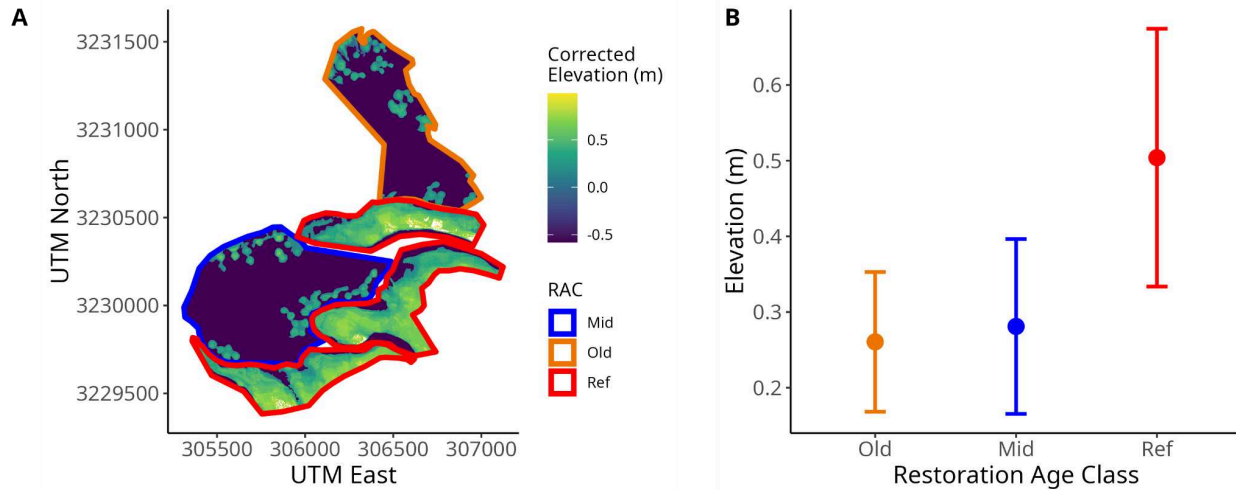 A
3231500
3231000
3230500
3230000
3229500
UTM North
305500 306000 306500 307000
UTM East
Corrected
Elevation (m)
0.5
0.0
-0.5
RAC
Mid
Old
Ref
B
0.6
0.5
0.4
0.3
0.2
Elevation (m)
Old Mid Ref
Restoration Age Class